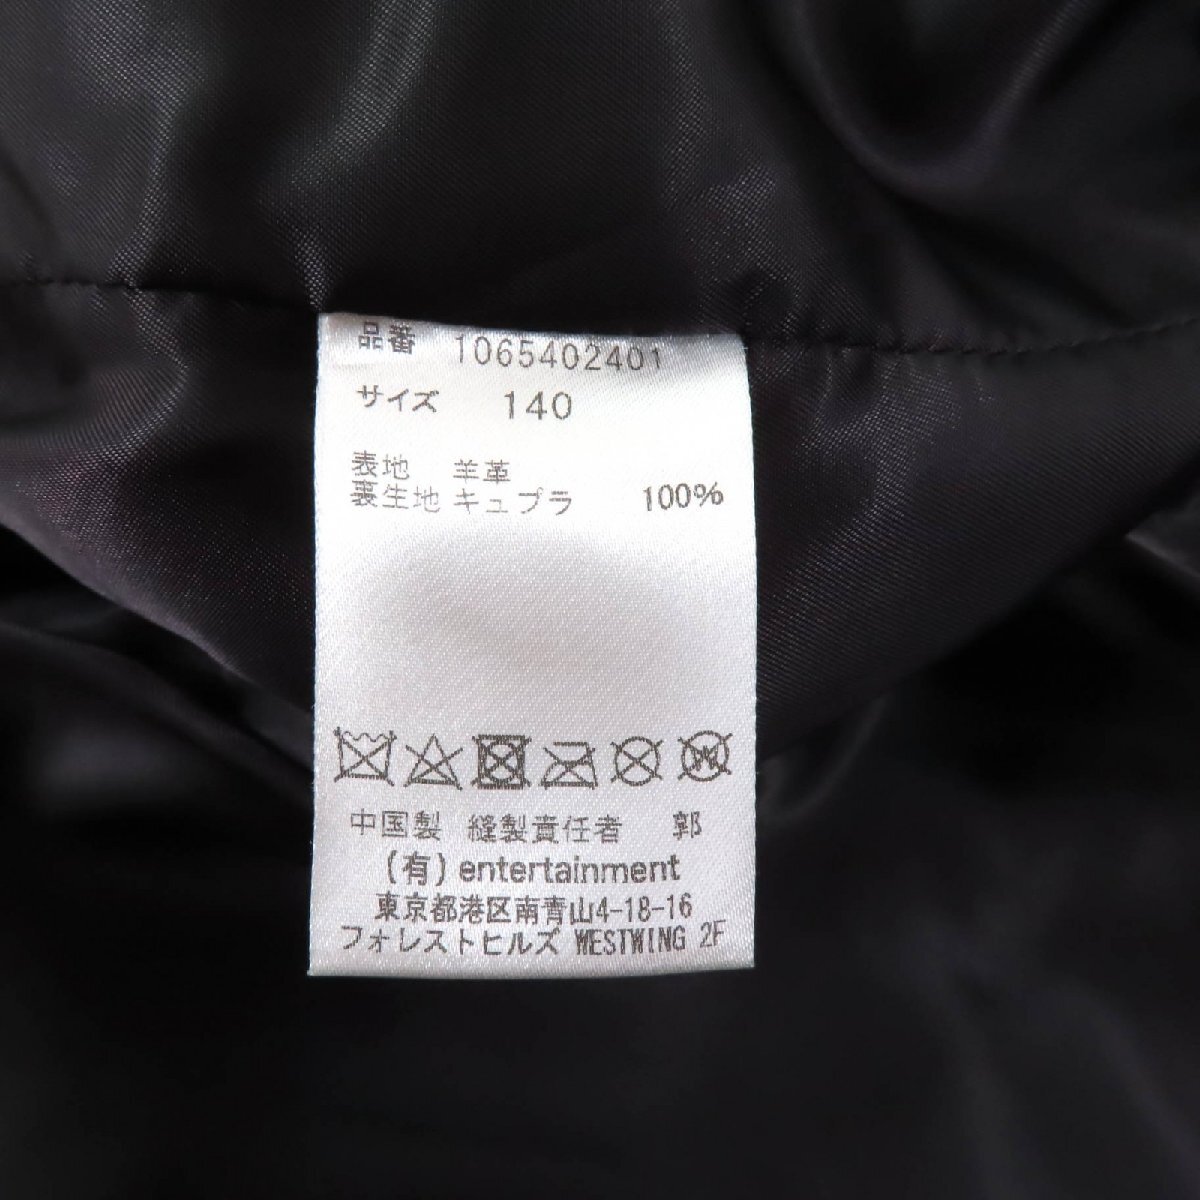 品番 1065402401
サイズ 140
表地 羊革
裏生地 キュプラ 100%
中国製 縫製責任者 郭
(有) entertainment
東京都港区南青山4-18-16
フォレストヒルズ WESTWING 2F